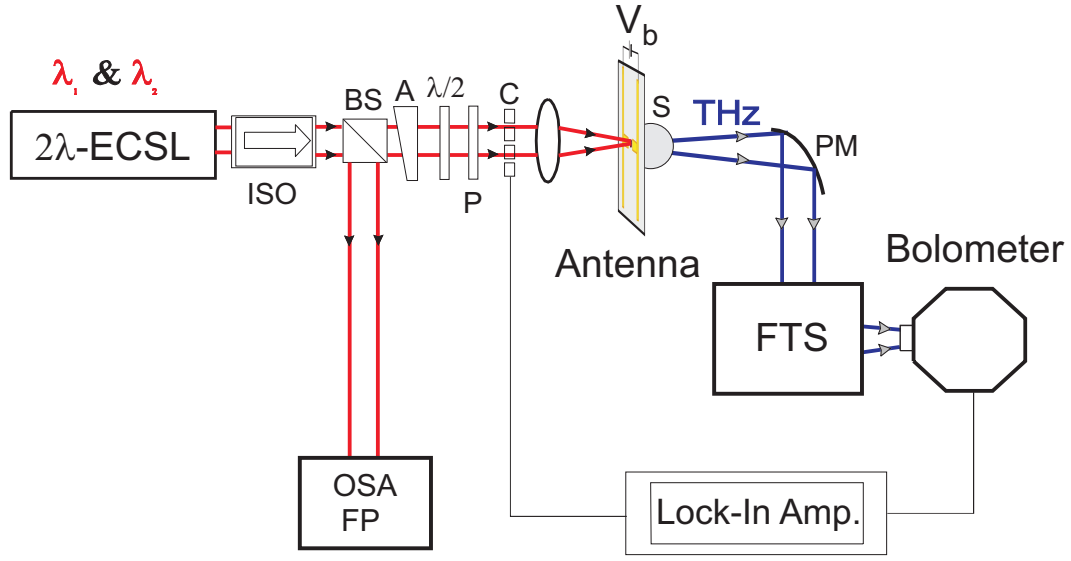 λ₁ & λ₂
2λ-ECSL
ISO
BS
A
λ/2
P
C
V_b
S
THz
PM
Antenna
Bolometer
FTS
OSA
FP
Lock-In Amp.